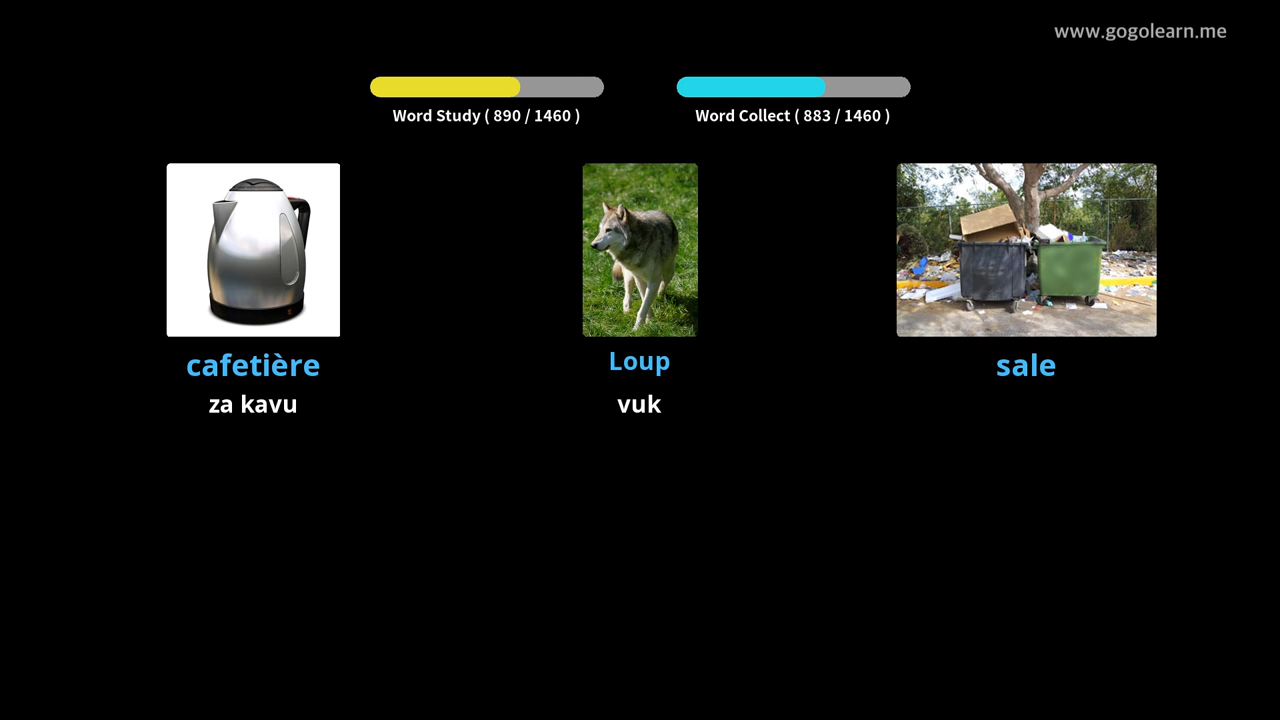 www.gogolearn.me
Word Study ( 890 / 1460 )
Word Collect ( 883 / 1460 )
cafetière
za kavu
Loup
vuk
sale